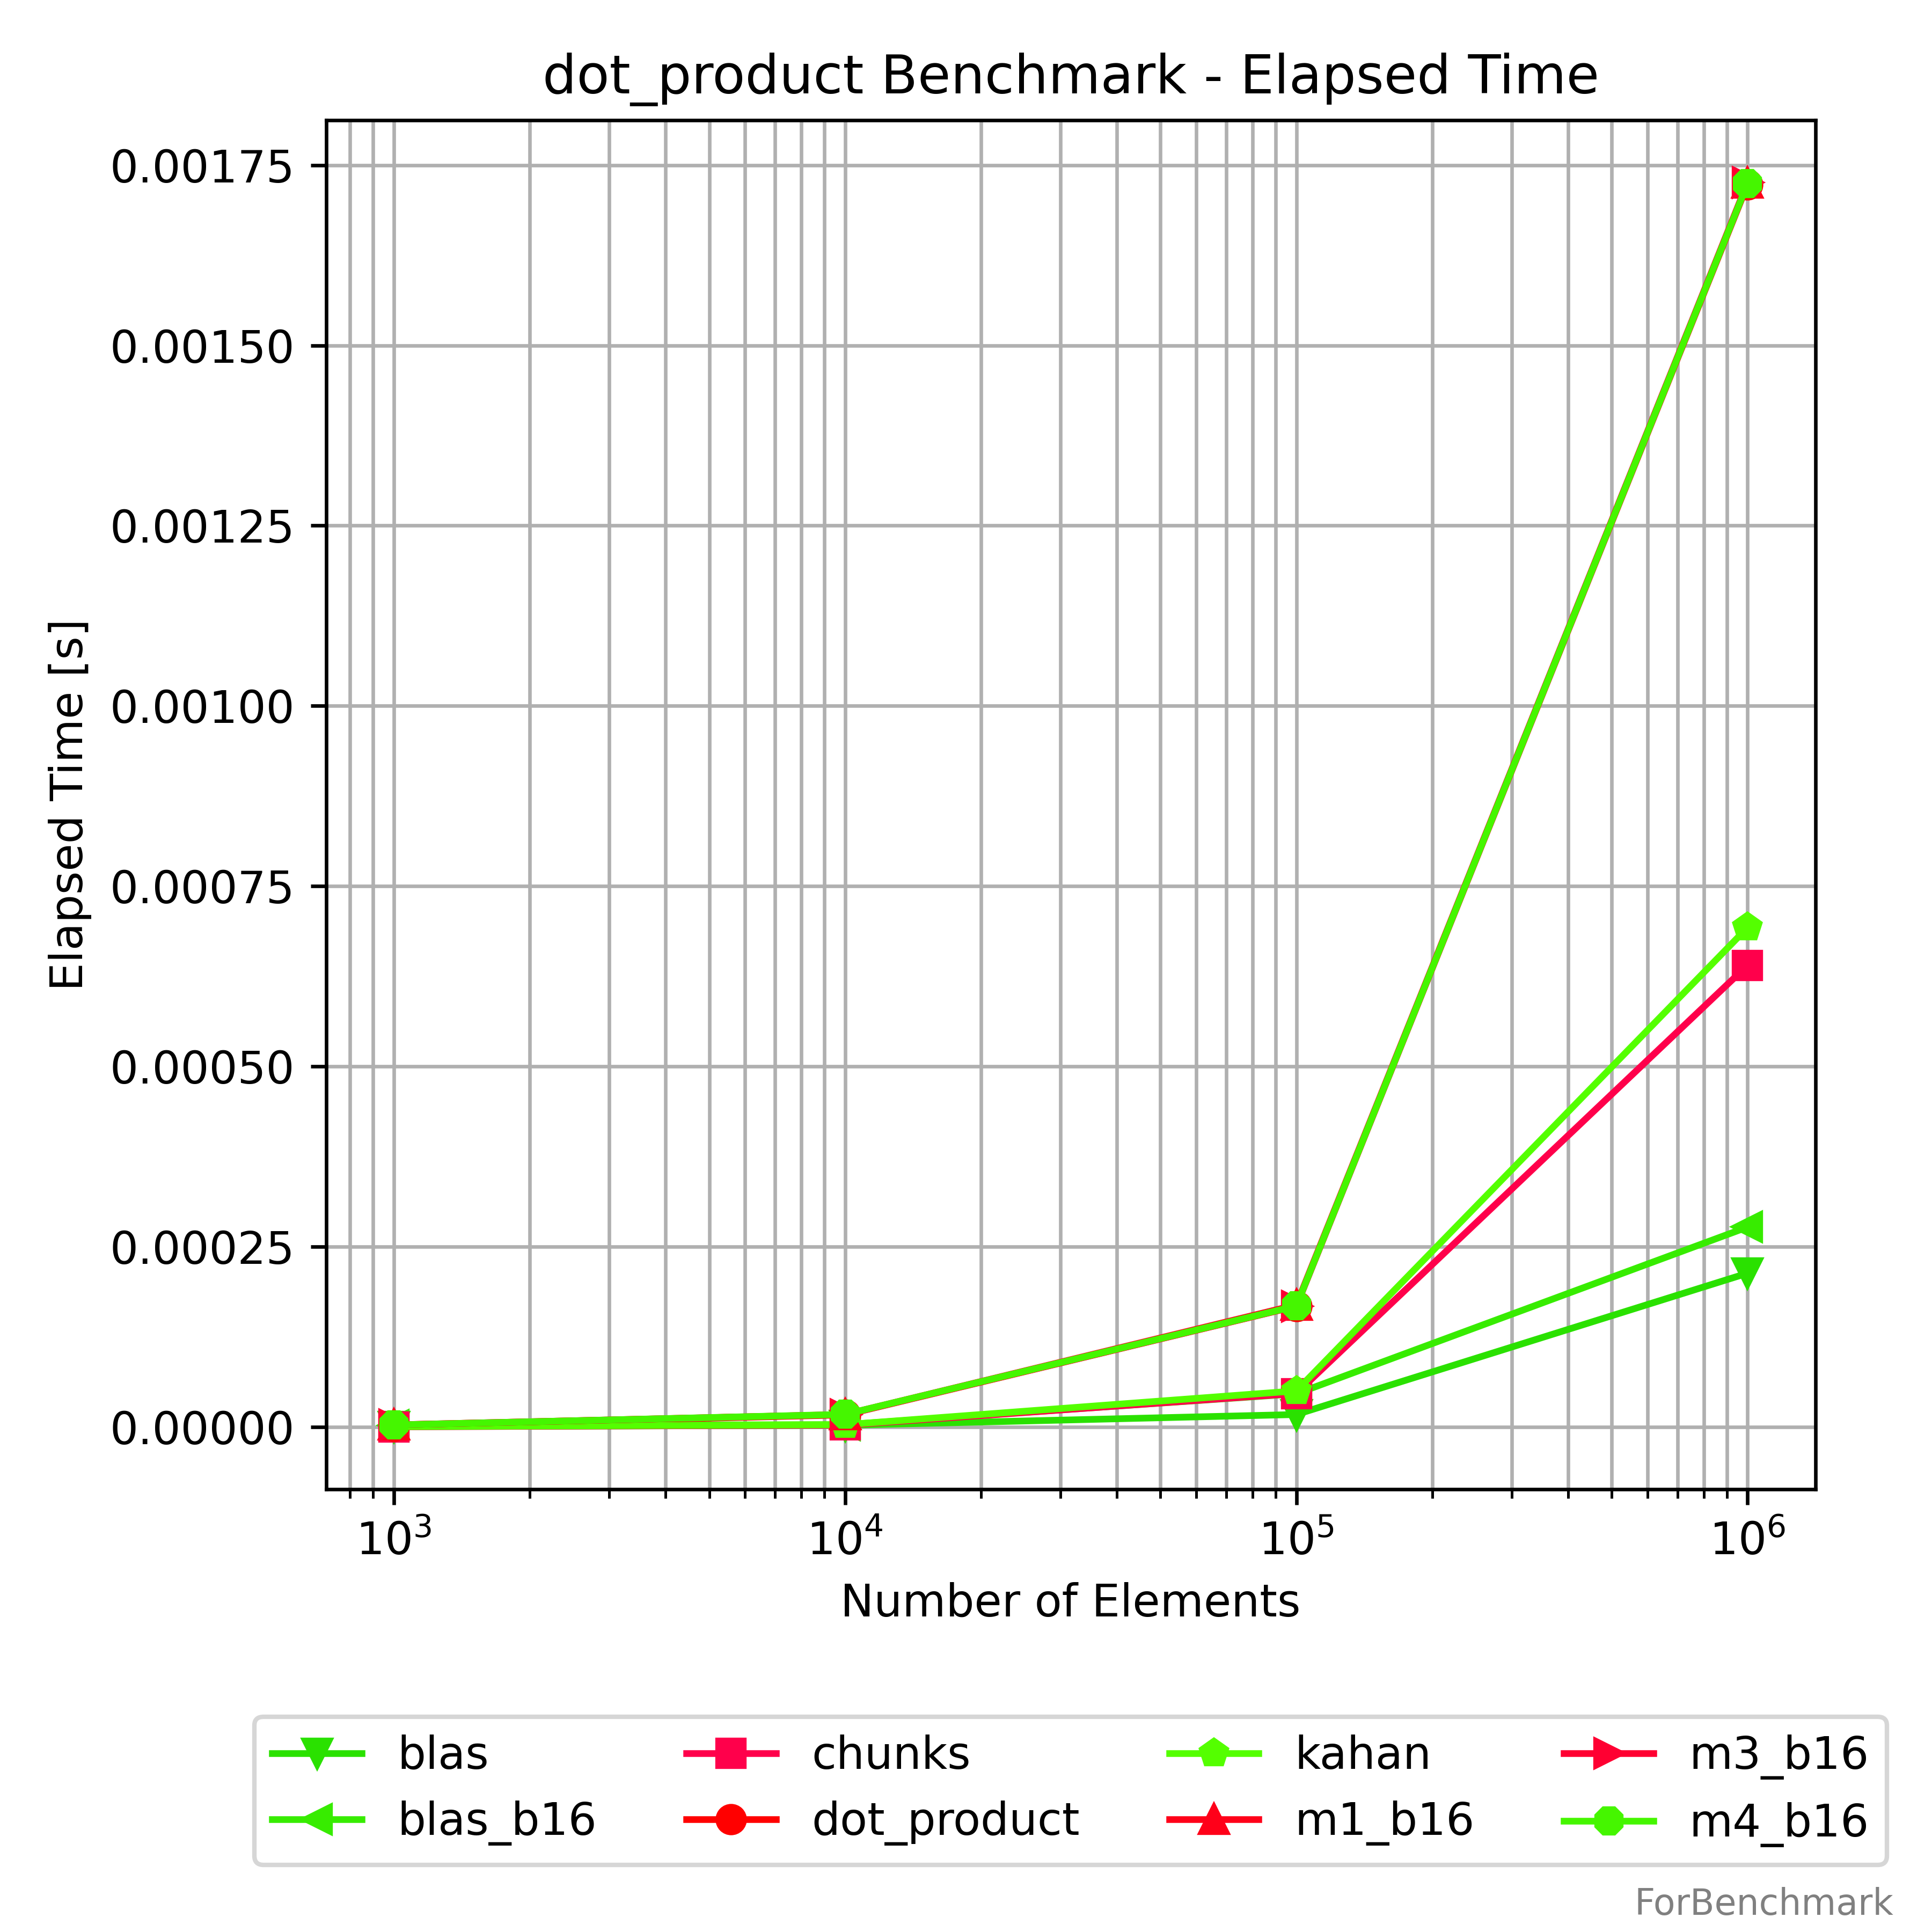 dot_product Benchmark - Elapsed Time
Elapsed Time [s]
0.00175
0.00150
0.00125
0.00100
0.00075
0.00050
0.00025
0.00000
10³ 10⁴ 10⁵ 10⁶
Number of Elements
blas chunks kahan m3_b16
blas_b16 dot_product m1_b16 m4_b16
ForBenchmark